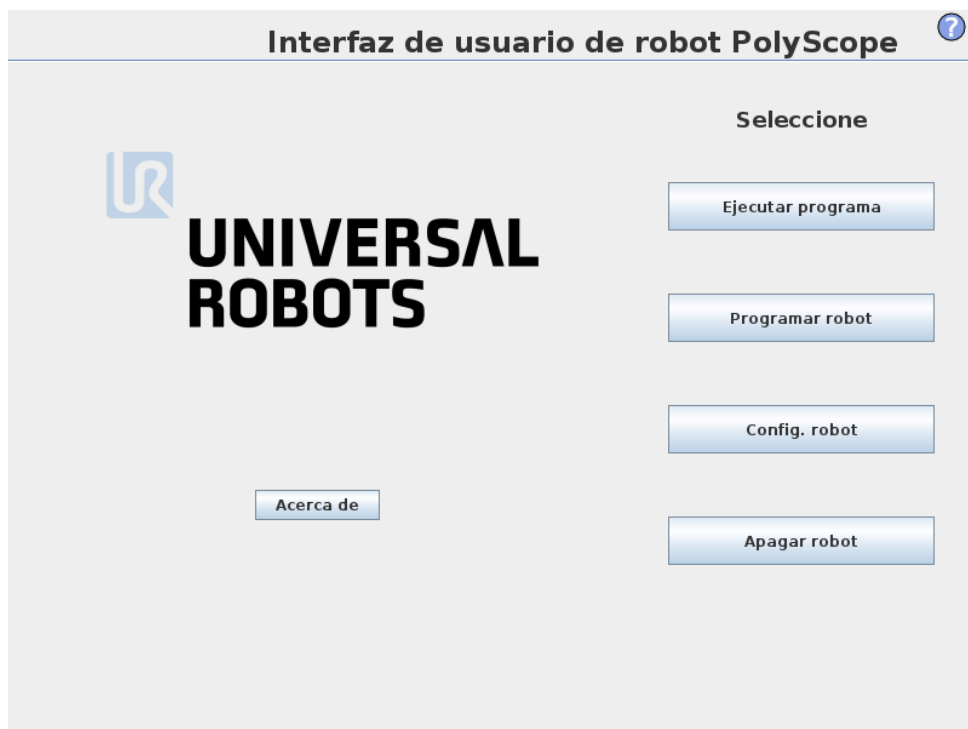 Interfaz de usuario de robot PolyScope
?
Seleccione
UR
UNIVERSAL
ROBOTS
Ejecutar programa
Programar robot
Config. robot
Acerca de
Apagar robot